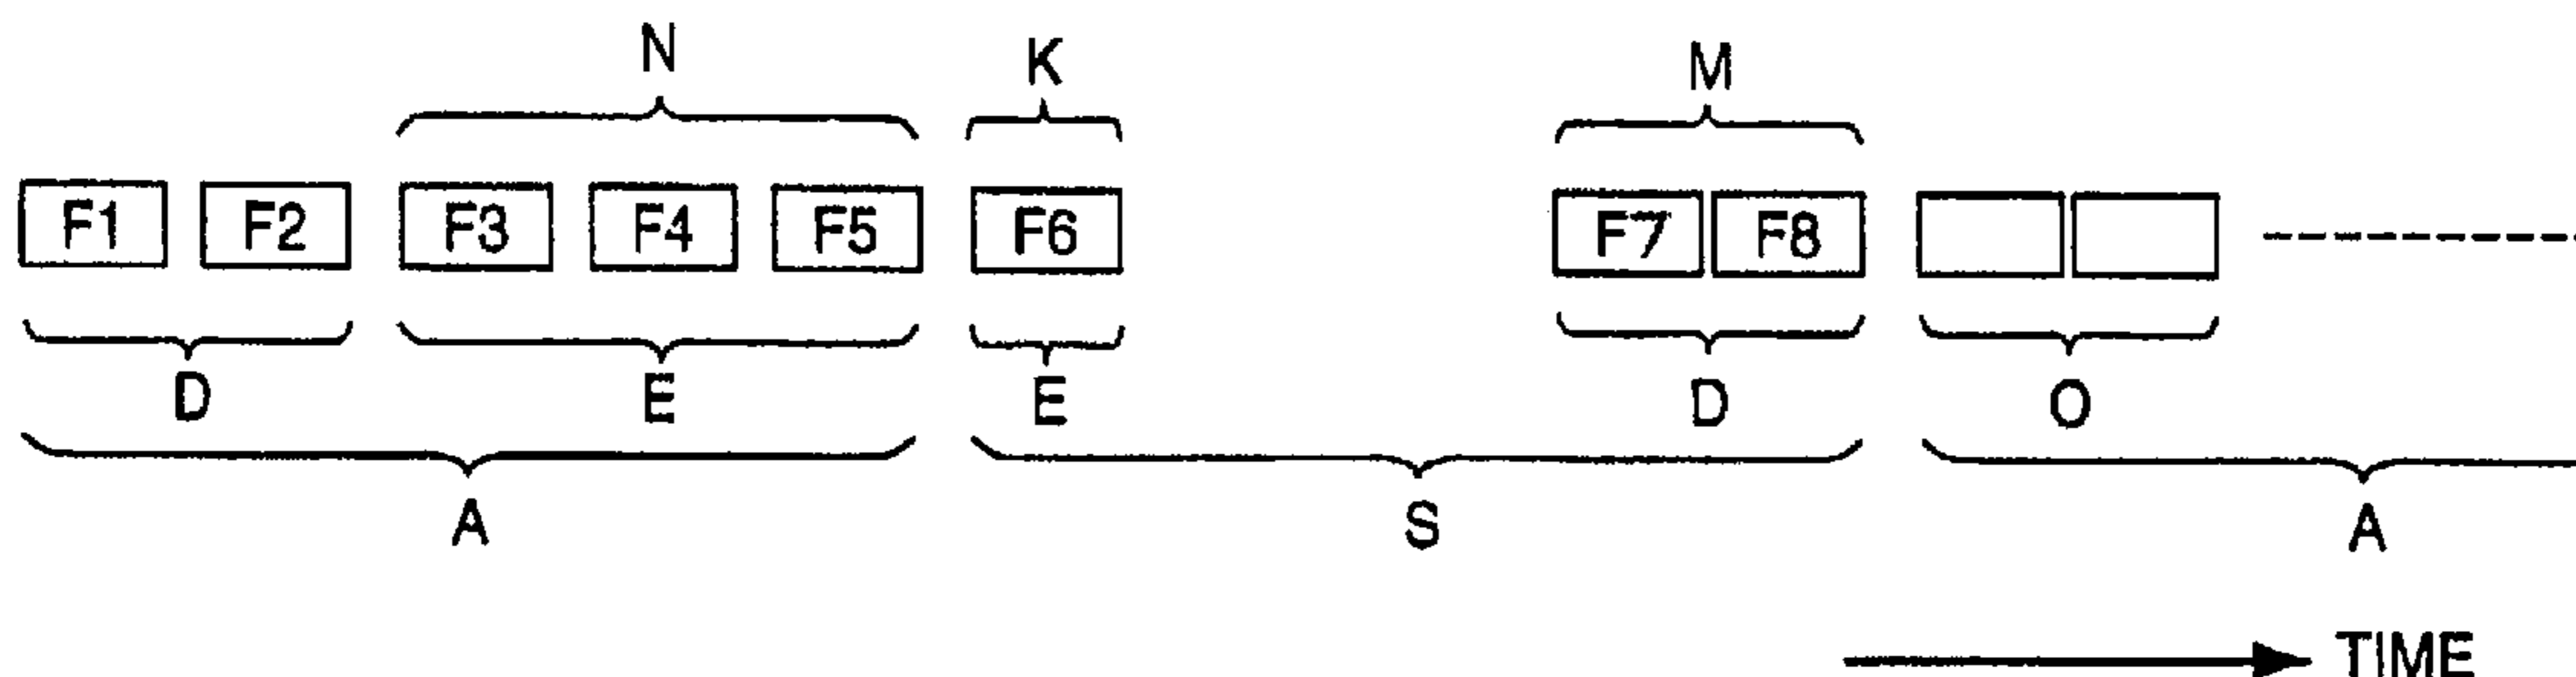 N K M
F1 F2 F3 F4 F5 F6 F7 F8
D E E D O
A S A
TIME